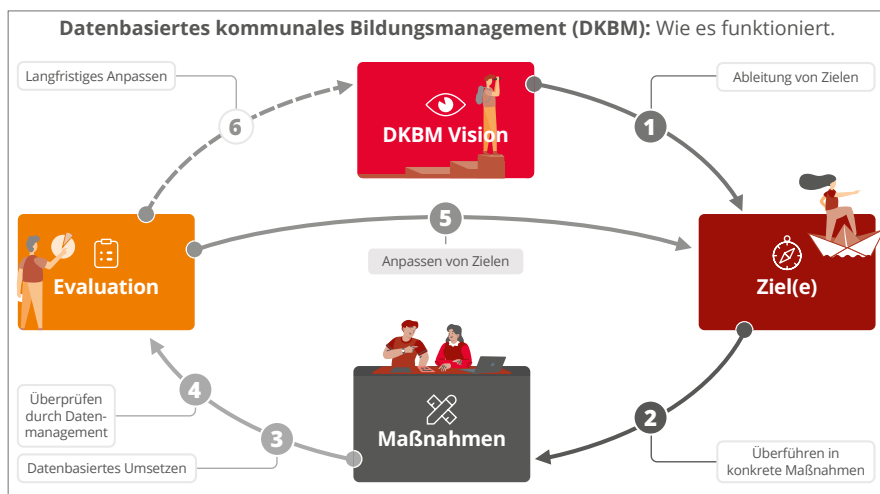 Datenbasiertes kommunales Bildungsmanagement (DKBM): Wie es funktioniert.
Langfristiges Anpassen
Ableitung von Zielen
6
DKBM Vision
1
5
Anpassen von Zielen
Evaluation
Ziel(e)
4
Überprüfen
durch Daten-
management
3
Datenbasiertes Umsetzen
Maßnahmen
2
Überführen in
konkrete Maßnahmen